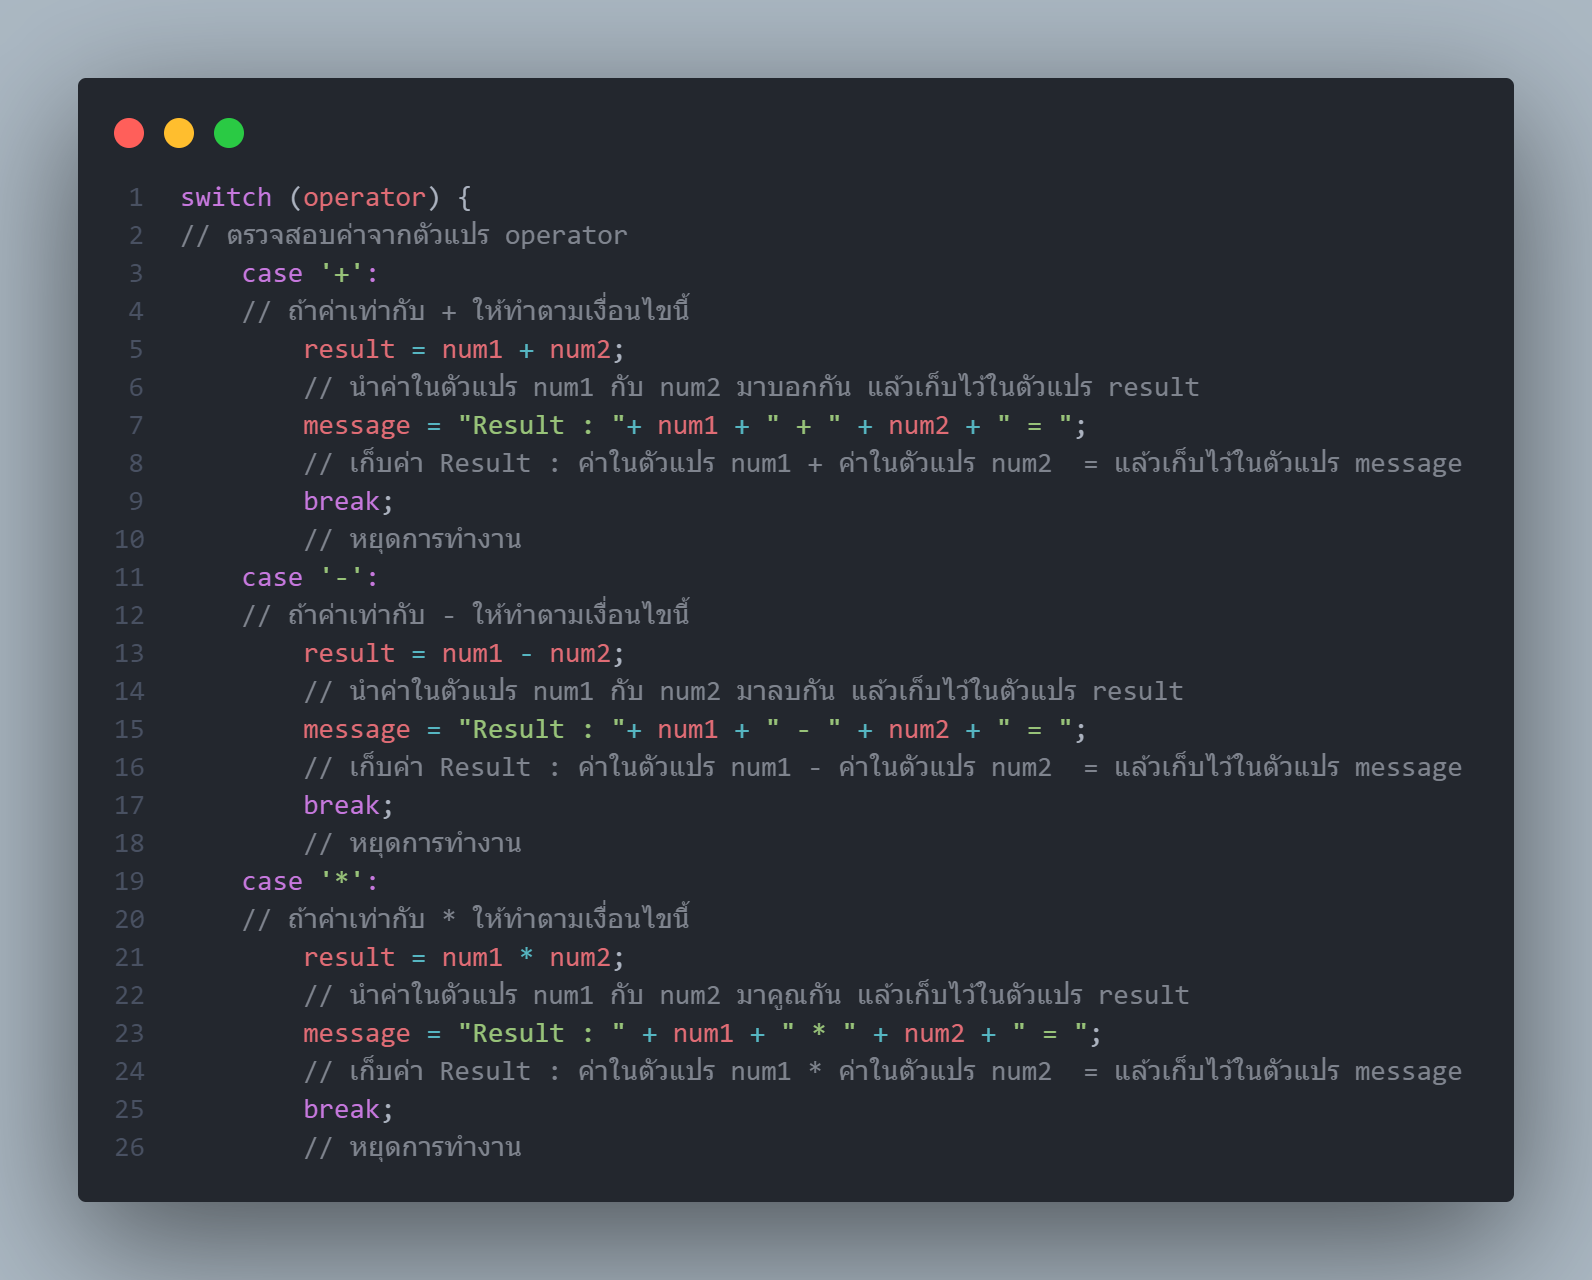 1 switch (operator) {
2 // ตรวจสอบค่าจากตัวแปร operator
3 case '+':
4 // ถ้าค่าเท่ากับ + ให้ทำตามเงื่อนไขนี้
5 result = num1 + num2;
6 // นำค่าในตัวแปร num1 กับ num2 มาบอกกัน แล้วเก็บไว้ในตัวแปร result
7 message = "Result : "+ num1 + " + " + num2 + " = ";
8 // เก็บค่า Result : ค่าในตัวแปร num1 + ค่าในตัวแปร num2  = แล้วเก็บไว้ในตัวแปร message
9 break;
10 // หยุดการทำงาน
11 case '-':
12 // ถ้าค่าเท่ากับ - ให้ทำตามเงื่อนไขนี้
13 result = num1 - num2;
14 // นำค่าในตัวแปร num1 กับ num2 มาลบกัน แล้วเก็บไว้ในตัวแปร result
15 message = "Result : "+ num1 + " - " + num2 + " = ";
16 // เก็บค่า Result : ค่าในตัวแปร num1 - ค่าในตัวแปร num2  = แล้วเก็บไว้ในตัวแปร message
17 break;
18 // หยุดการทำงาน
19 case '*':
20 // ถ้าค่าเท่ากับ * ให้ทำตามเงื่อนไขนี้
21 result = num1 * num2;
22 // นำค่าในตัวแปร num1 กับ num2 มาคูณกัน แล้วเก็บไว้ในตัวแปร result
23 message = "Result : " + num1 + " * " + num2 + " = ";
24 // เก็บค่า Result : ค่าในตัวแปร num1 * ค่าในตัวแปร num2  = แล้วเก็บไว้ในตัวแปร message
25 break;
26 // หยุดการทำงาน